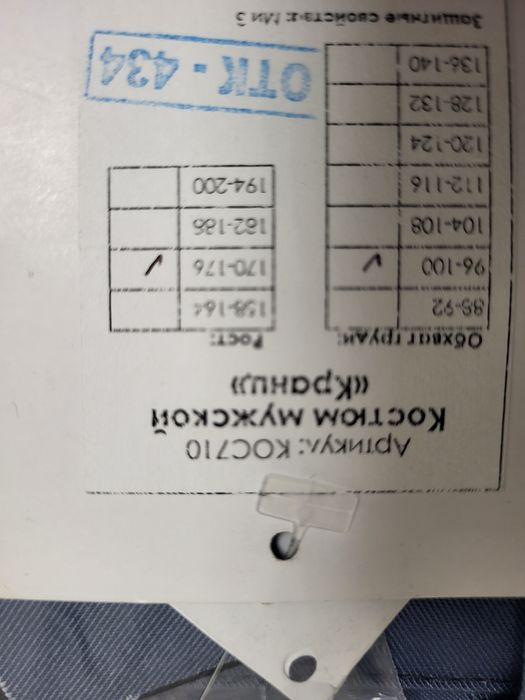 Артикул: КОС710
Костюм мужской
«Кранц»
Обхват груди: Рост:
88-92 158-164
96-100 ✓ 170-176 ✓
104-108 182-188
112-116 194-200
120-124
128-132
136-140
ОТК - 434
Защитные свойства: Ми З